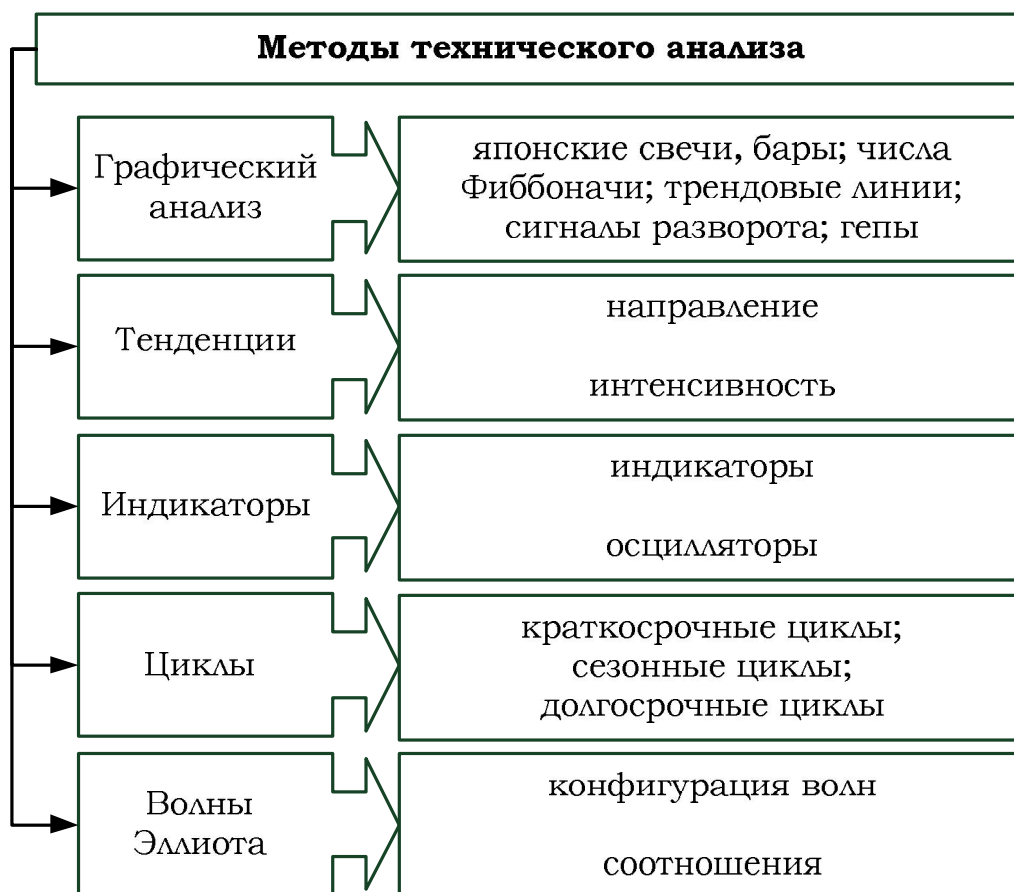 Методы технического анализа
Графический
анализ
японские свечи, бары; числа
Фиббоначи; трендовые линии;
сигналы разворота; гепы
Тенденции
направление
интенсивность
Индикаторы
индикаторы
осцилляторы
Циклы
краткосрочные циклы;
сезонные циклы;
долгосрочные циклы
Волны
Эллиота
конфигурация волн
соотношения